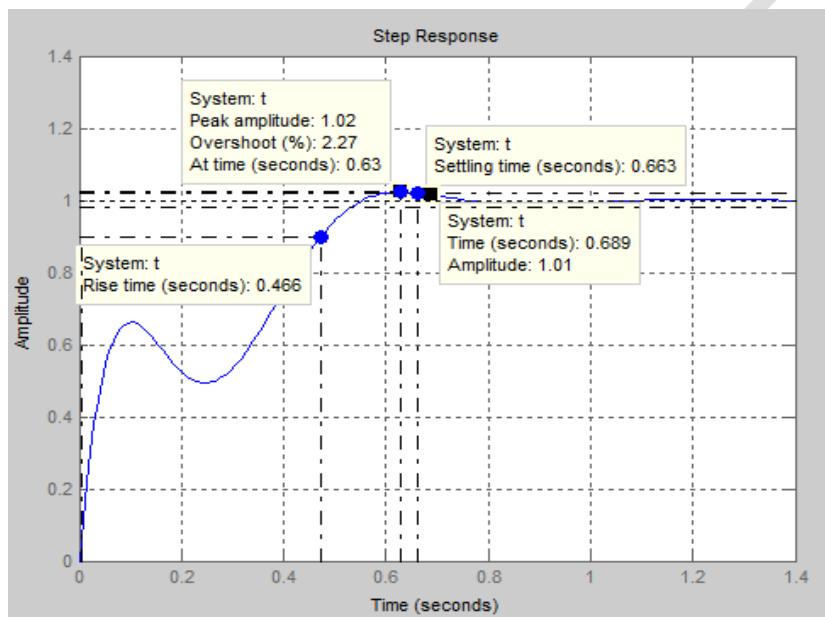 Step Response
1.4
System: t
Peak amplitude: 1.02
Overshoot (%): 2.27
At time (seconds): 0.63
1.2
System: t
Settling time (seconds): 0.663
1
System: t
Time (seconds): 0.689
Amplitude: 1.01
System: t
Rise time (seconds): 0.466
0.8
Amplitude
0.6
0.4
0.2
0
0 0.2 0.4 0.6 0.8 1 1.2 1.4
Time (seconds)